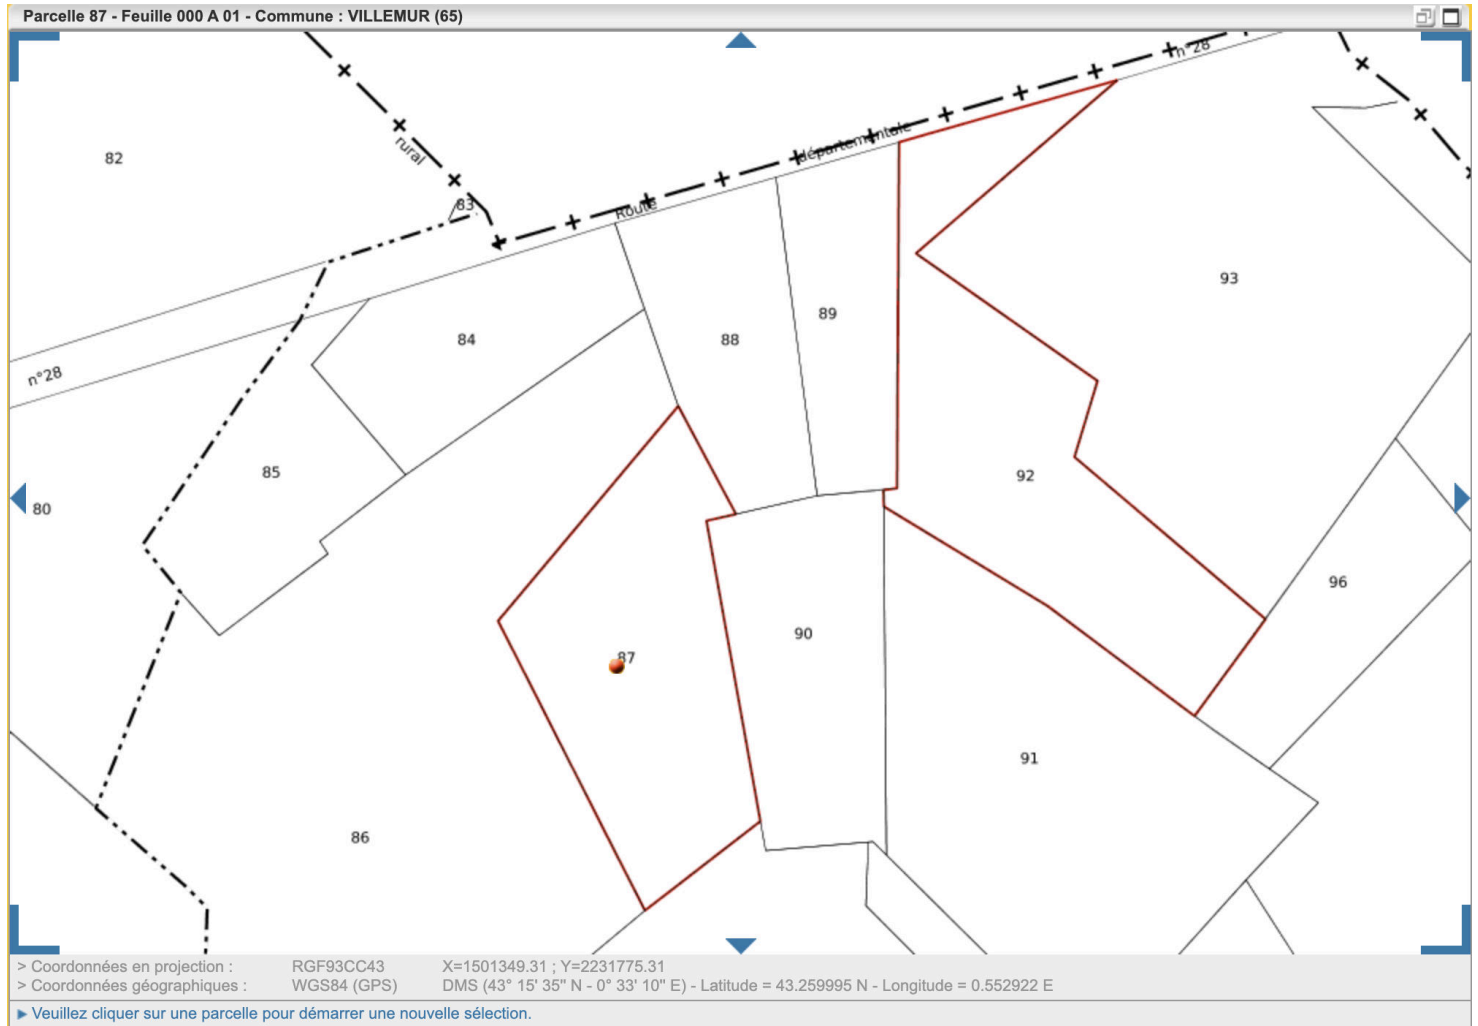 Parcelle 87 - Feuille 000 A 01 - Commune : VILLEMUR (65)
n°28
départementale
82
rural
83
Route
93
89
84
88
n°28
85
92
80
96
90
87
91
86
> Coordonnées en projection : RGF93CC43 X=1501349.31 ; Y=2231775.31
> Coordonnées géographiques : WGS84 (GPS) DMS (43° 15' 35" N - 0° 33' 10" E) - Latitude = 43.259995 N - Longitude = 0.552922 E
Veuillez cliquer sur une parcelle pour démarrer une nouvelle sélection.